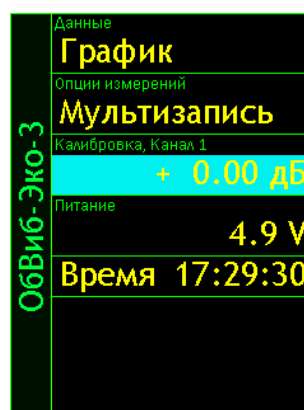 Данные
График
Опции измерений
Мультизапись
Калибровка, Канал 1
+ 0.00 дБ
Питание
4.9 V
Время 17:29:30
ОбВиб-Эко-3